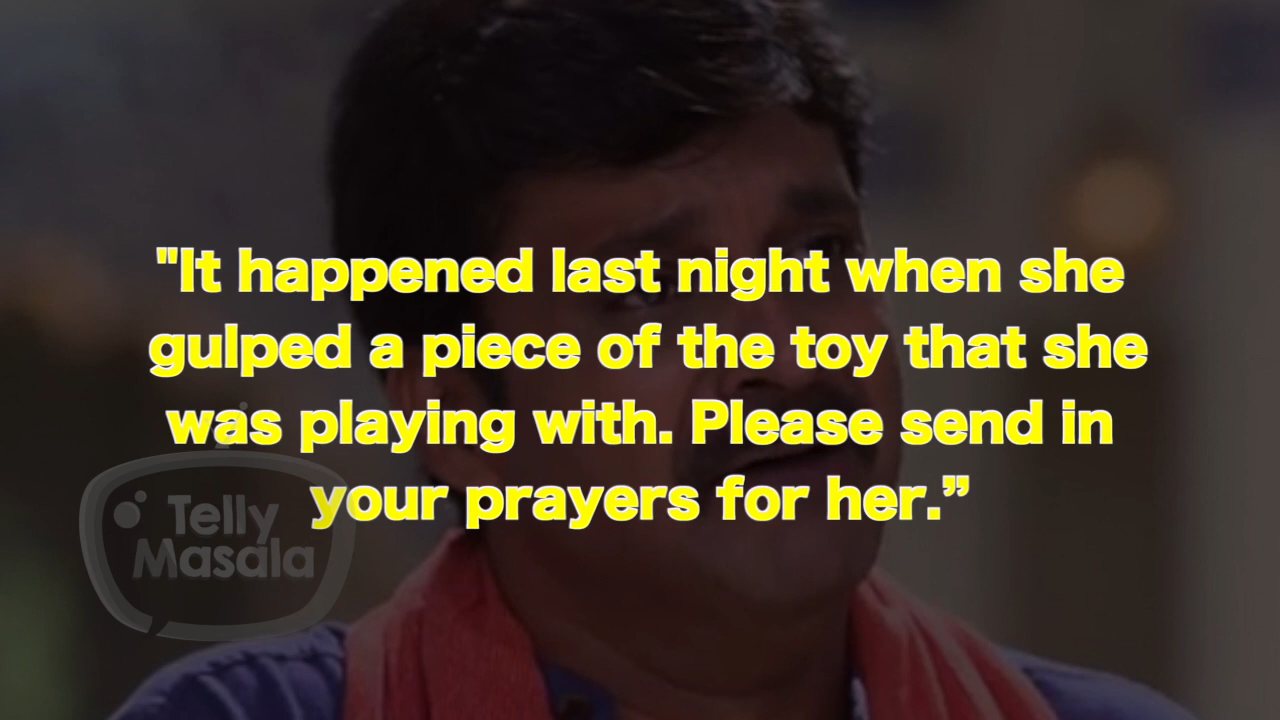 "It happened last night when she
gulped a piece of the toy that she
was playing with. Please send in
your prayers for her.”
Telly
Masala